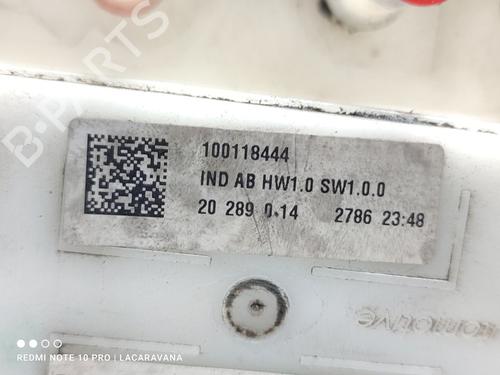 100118444
IND AB HW1.0 SW1.0.0
20 289 0.14 2786 23:48
B-PARTS
REDMI NOTE 10 PRO | LACARAVANA